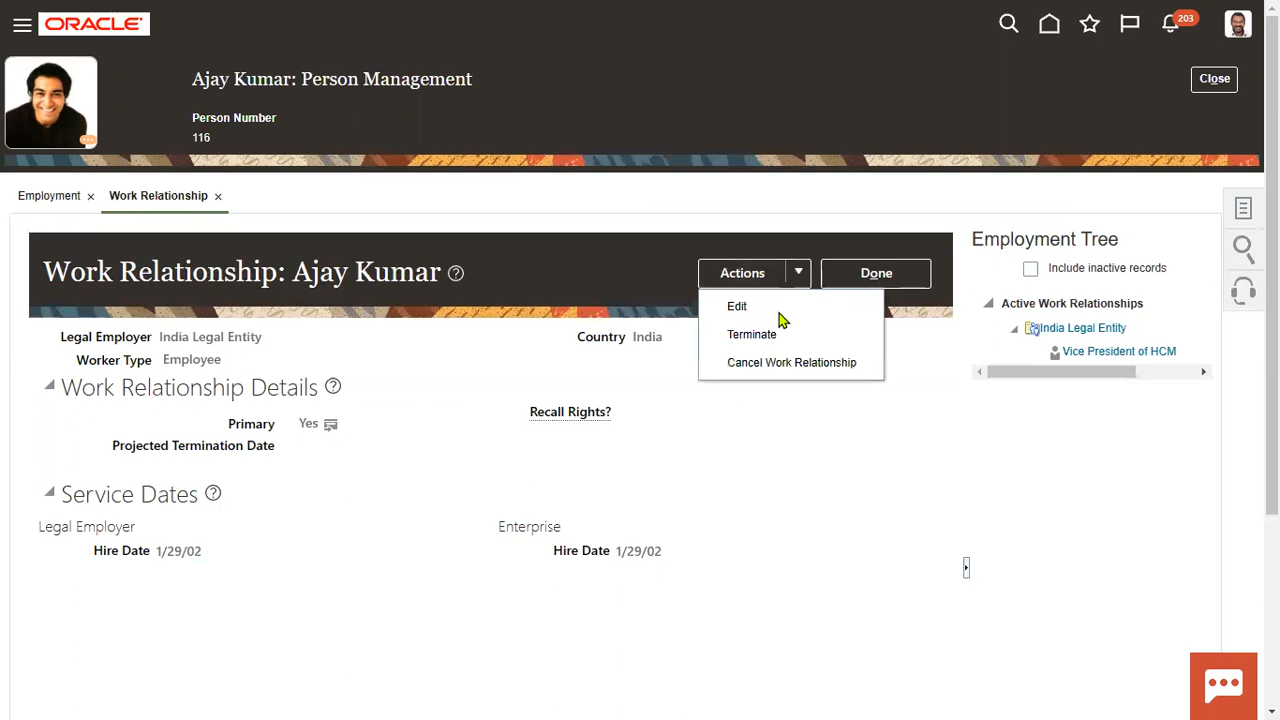 ORACLE
203
Ajay Kumar: Person Management
Close
Person Number
116
Employment
Work Relationship
Work Relationship: Ajay Kumar
Actions
Done
Edit
Terminate
Cancel Work Relationship
Legal Employer India Legal Entity
Country India
Worker Type Employee
Work Relationship Details
Primary Yes
Recall Rights?
Projected Termination Date
Service Dates
Legal Employer
Enterprise
Hire Date 1/29/02
Hire Date 1/29/02
Employment Tree
Include inactive records
Active Work Relationships
India Legal Entity
Vice President of HCM